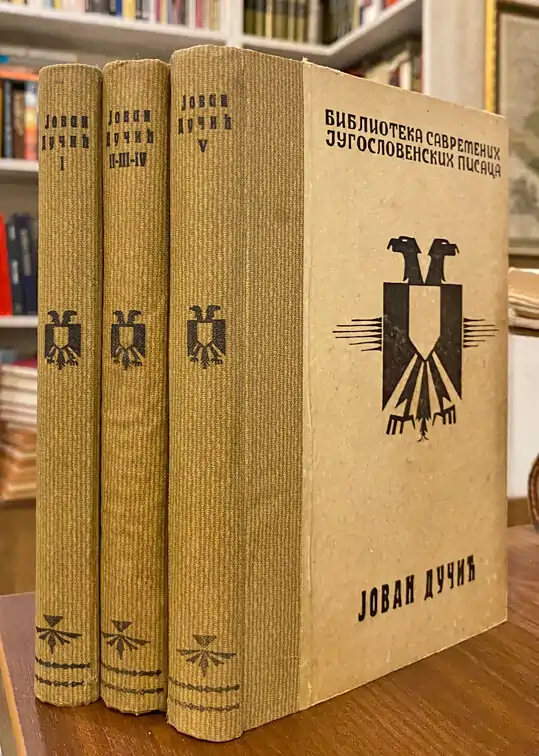 ЈОВАН
ДУЧИЋ
I
ЈОВАН
ДУЧИЋ
II-III-IV
ЈОВАН
ДУЧИЋ
V
БИБЛИОТЕКА САВРЕМЕНИХ
ЈУГОСЛОВЕНСКИХ ПИСАЦА
ЈОВАН ДУЧИЋ